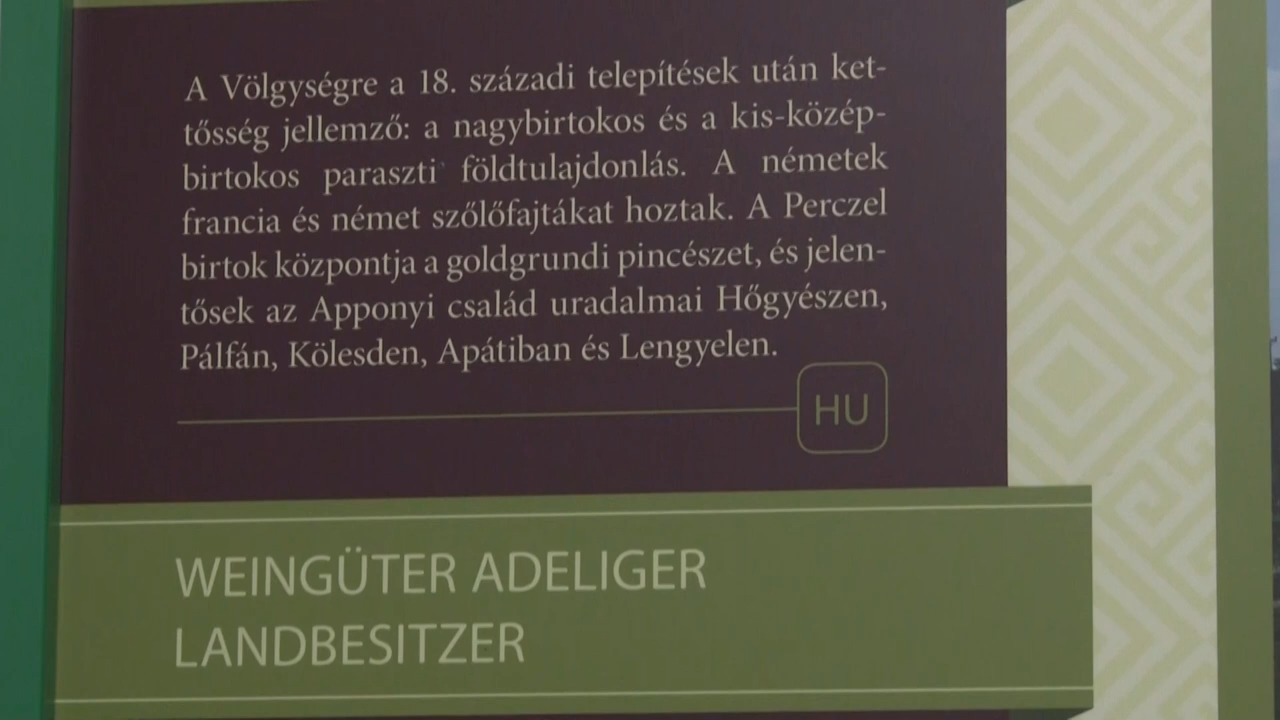 A Völgységre a 18. századi telepítések után ket-
tősség jellemző: a nagybirtokos és a kis-közép-
birtokos paraszti földtulajdonlás. A németek
francia és német szőlőfajtákat hoztak. A Perczel
birtok központja a goldgrundi pincészet, és jelen-
tősek az Apponyi család uradalmai Hőgyészen,
Pálfán, Kölesden, Apátiban és Lengyelen.
HU
WEINGÜTER ADELIGER
LANDBESITZER